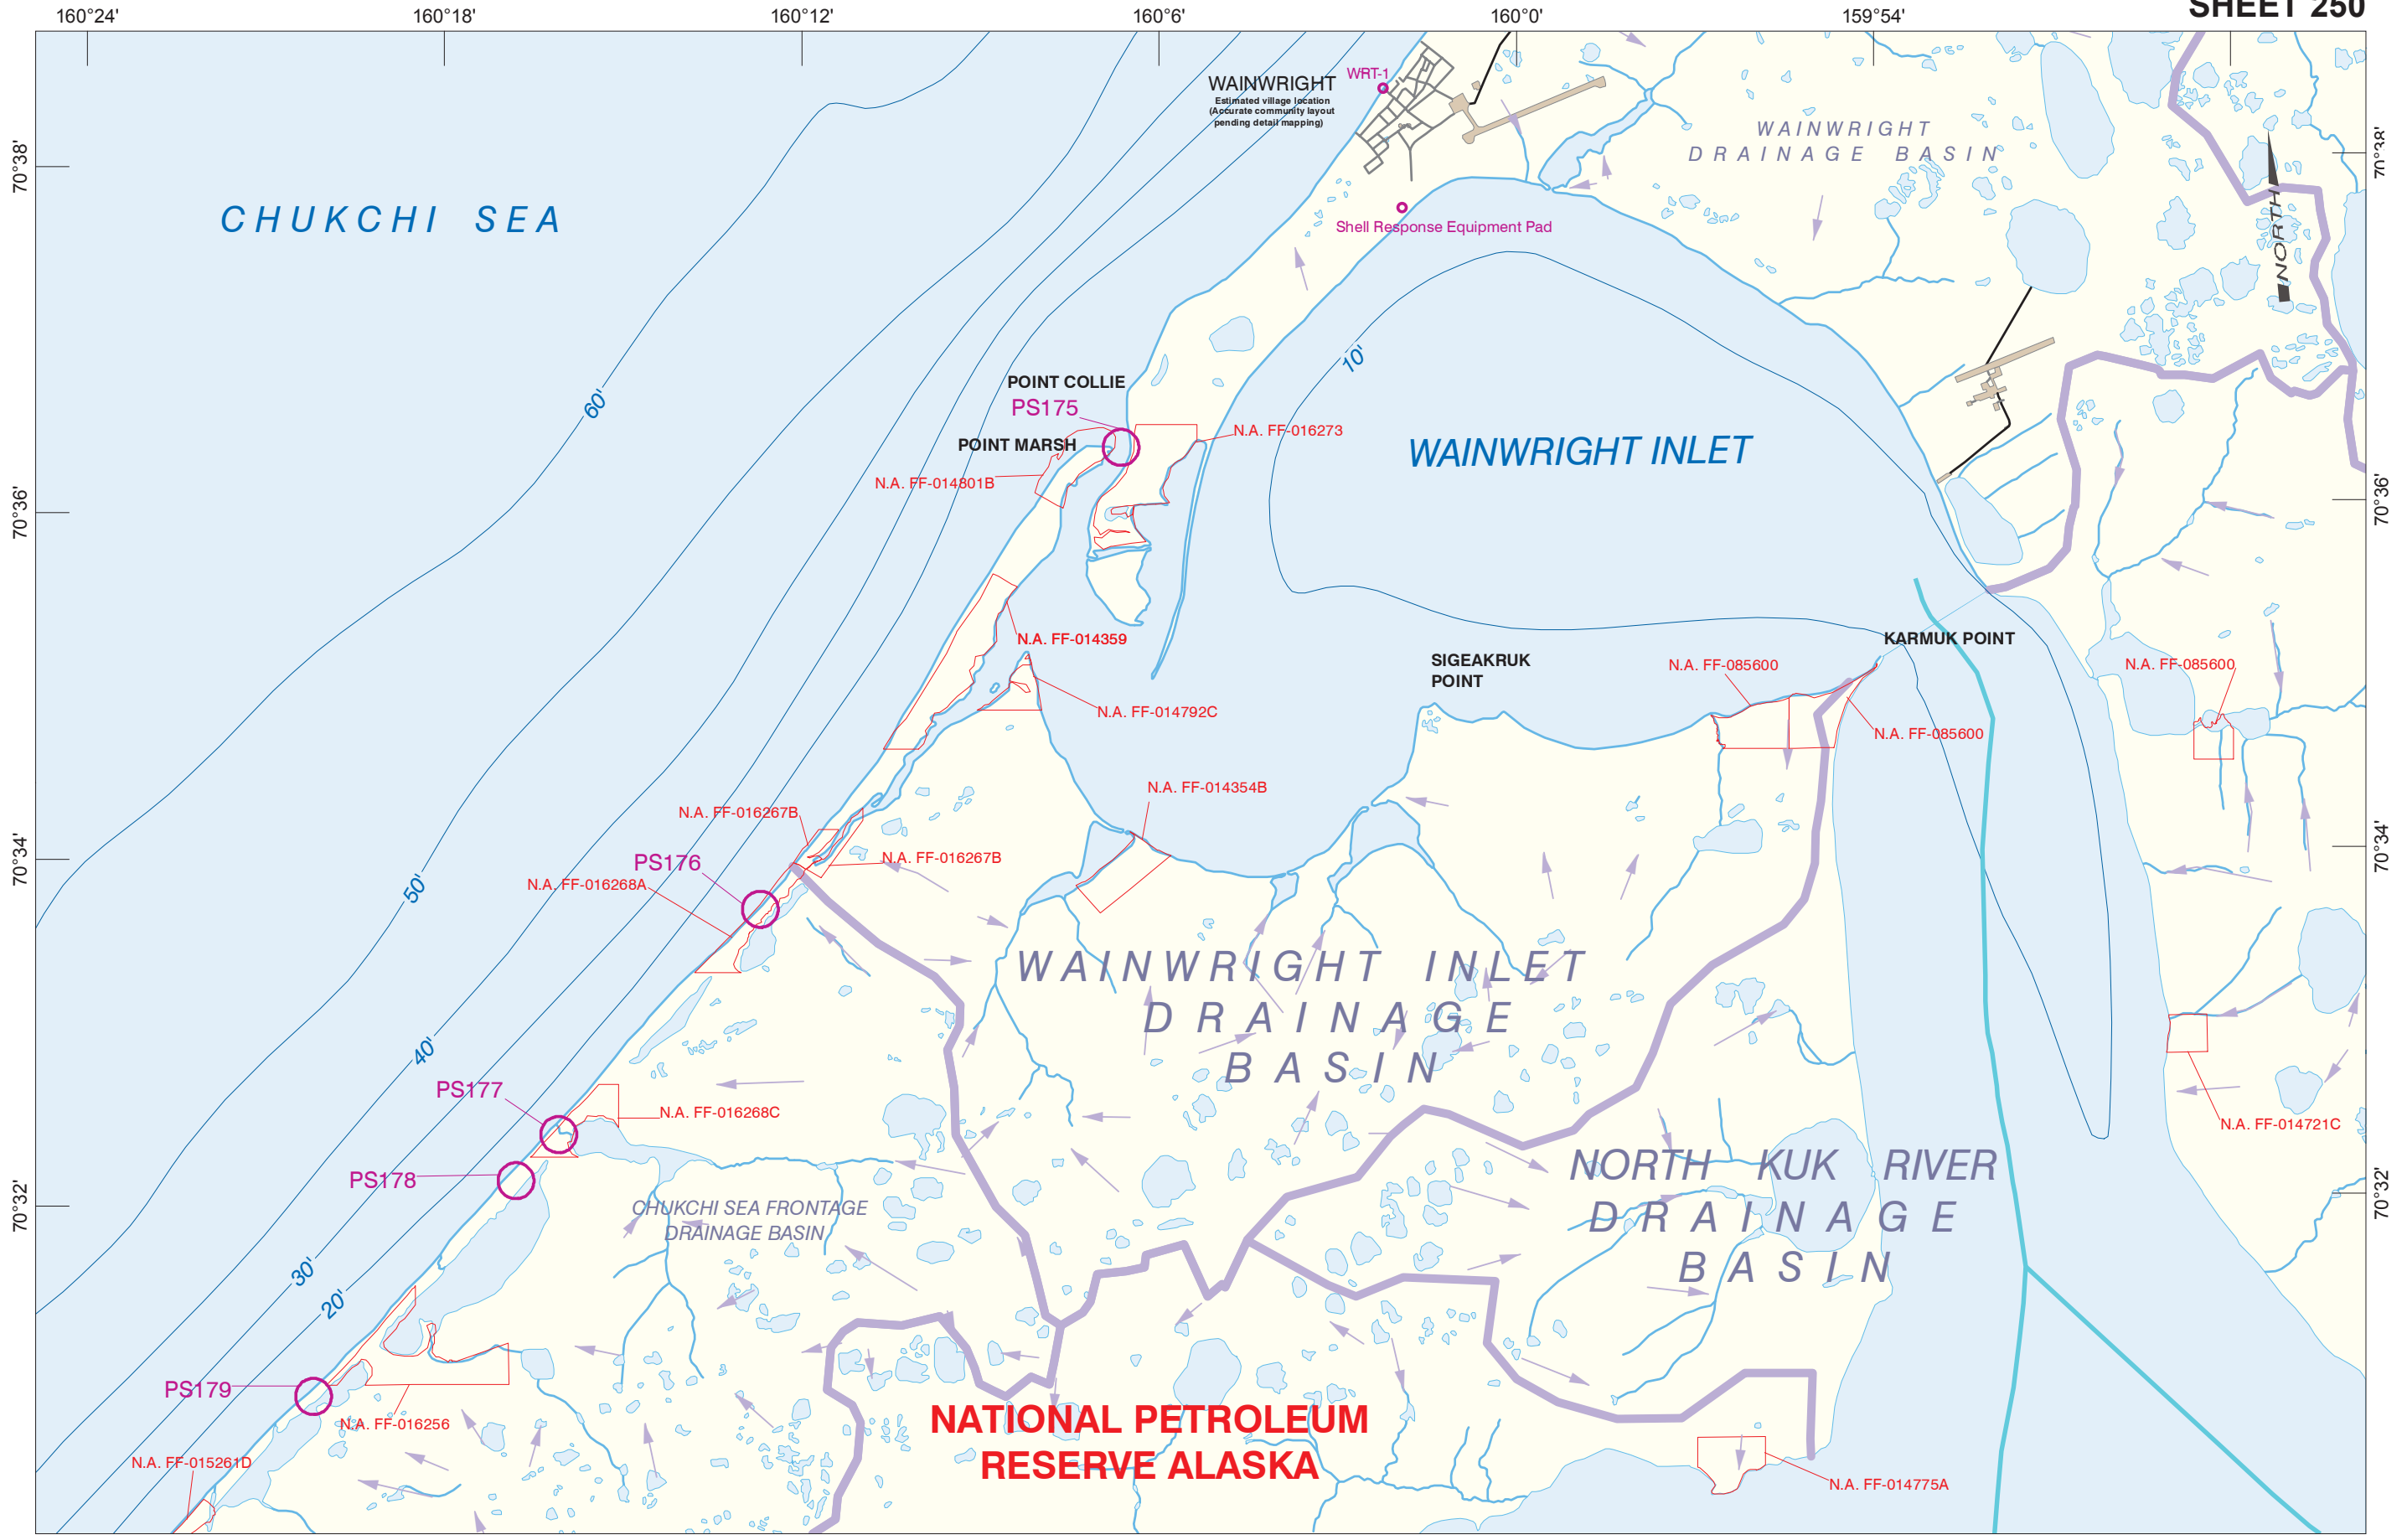 SHEET 250
160°24'
160°18'
160°12'
160°6'
160°0'
159°54'
WAINWRIGHT
Estimated village location
(Accurate community layout
pending detail mapping)
WRT-1
WAINWRIGHT
DRAINAGE BASIN
70°38'
70°38'
CHUKCHI SEA
NORTH
Shell Response Equipment Pad
10'
60'
POINT COLLIE
PS175
POINT MARSH
N.A. FF-016273
WAINWRIGHT INLET
N.A. FF-014801B
70°36'
70°36'
N.A. FF-014359
KARMUK POINT
SIGEAKRUK
POINT
N.A. FF-085600
N.A. FF-085600
N.A. FF-014792C
N.A. FF-085600
N.A. FF-014354B
N.A. FF-016267B
70°34'
70°34'
PS176
N.A. FF-016267B
N.A. FF-016268A
50'
WAINWRIGHT INLET
DRAINAGE
BASIN
40'
PS177
N.A. FF-016268C
N.A. FF-014721C
PS178
NORTH KUK RIVER
DRAINAGE
BASIN
70°32'
70°32'
CHUKCHI SEA FRONTAGE
DRAINAGE BASIN
30'
20'
PS179
N.A. FF-016256
NATIONAL PETROLEUM
RESERVE ALASKA
N.A. FF-015261D
N.A. FF-014775A